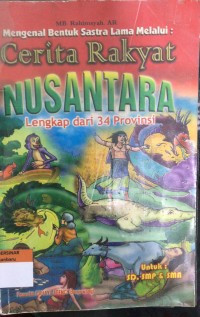 MB. Rahimsyah. AR
Mengenal Bentuk Sastra Lama Melalui :
Cerita Rakyat
NUSANTARA
Lengkap dari 34 Provinsi
Untuk :
SD, SMP & SMA